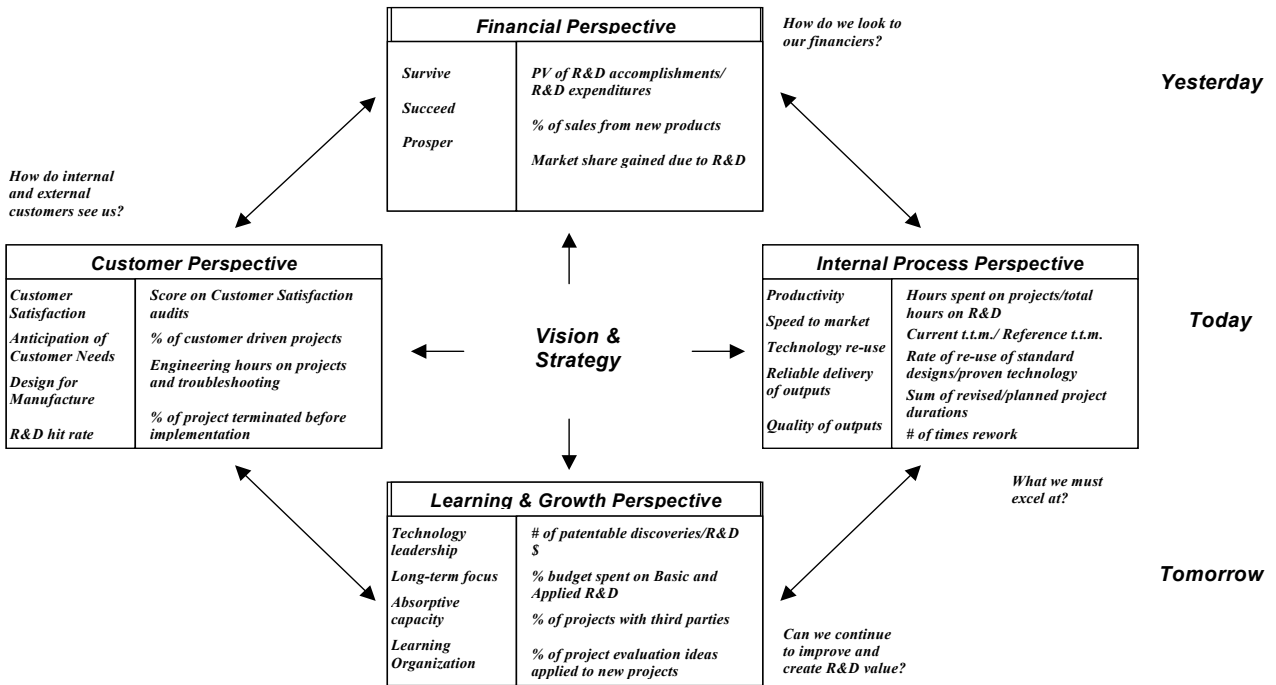 Financial Perspective
Survive
Succeed
Prosper
PV of R&D accomplishments/
R&D expenditures
% of sales from new products
Market share gained due to R&D
How do we look to
our financiers?
Yesterday
How do internal
and external
customers see us?
Customer Perspective
Customer
Satisfaction
Anticipation of
Customer Needs
Design for
Manufacture
R&D hit rate
Score on Customer Satisfaction
audits
% of customer driven projects
Engineering hours on projects
and troubleshooting
% of project terminated before
implementation
Vision &
Strategy
Internal Process Perspective
Productivity
Speed to market
Technology re-use
Reliable delivery
of outputs
Quality of outputs
Hours spent on projects/total
hours on R&D
Current t.t.m./ Reference t.t.m.
Rate of re-use of standard
designs/proven technology
Sum of revised/planned project
durations
# of times rework
Today
What we must
excel at?
Learning & Growth Perspective
Technology
leadership
Long-term focus
Absorptive
capacity
Learning
Organization
# of patentable discoveries/R&D
$
% budget spent on Basic and
Applied R&D
% of projects with third parties
% of project evaluation ideas
applied to new projects
Tomorrow
Can we continue
to improve and
create R&D value?